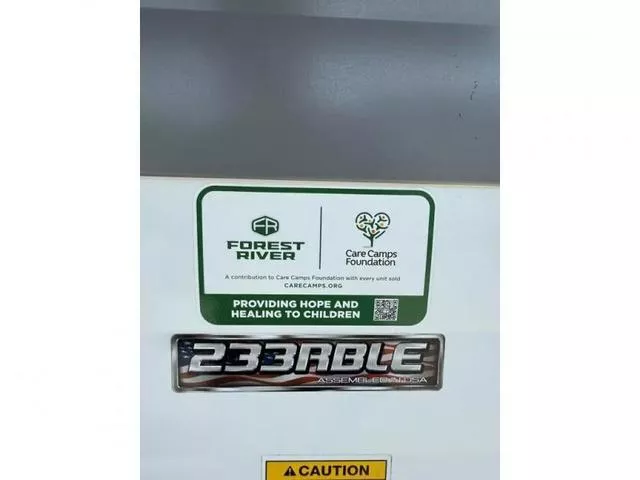 FR
FOREST
RIVER
Care Camps
Foundation
A contribution to Care Camps Foundation with every unit sold
CARECAMPS.ORG
PROVIDING HOPE AND
HEALING TO CHILDREN
233RBLE
ASSEMBLED IN USA
CAUTION